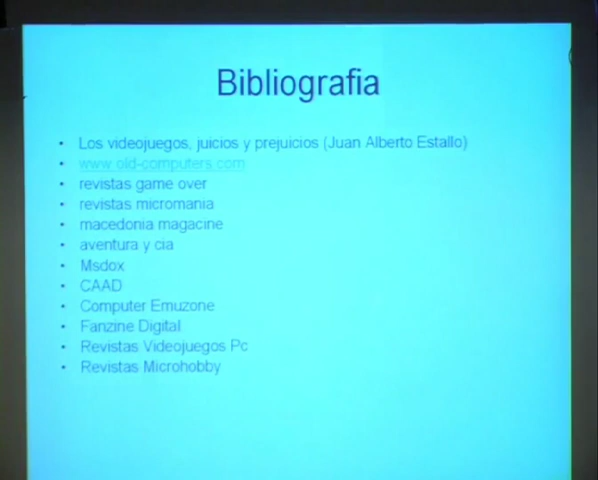 Bibliografia
• Los videojuegos, juicios y prejuicios (Juan Alberto Estallo)
• www.old-computers.com
• revistas game over
• revistas micromania
• macedonia magacine
• aventura y cia
• Msdox
• CAAD
• Computer Emuzone
• Fanzine Digital
• Revistas Videojuegos Pc
• Revistas Microhobby